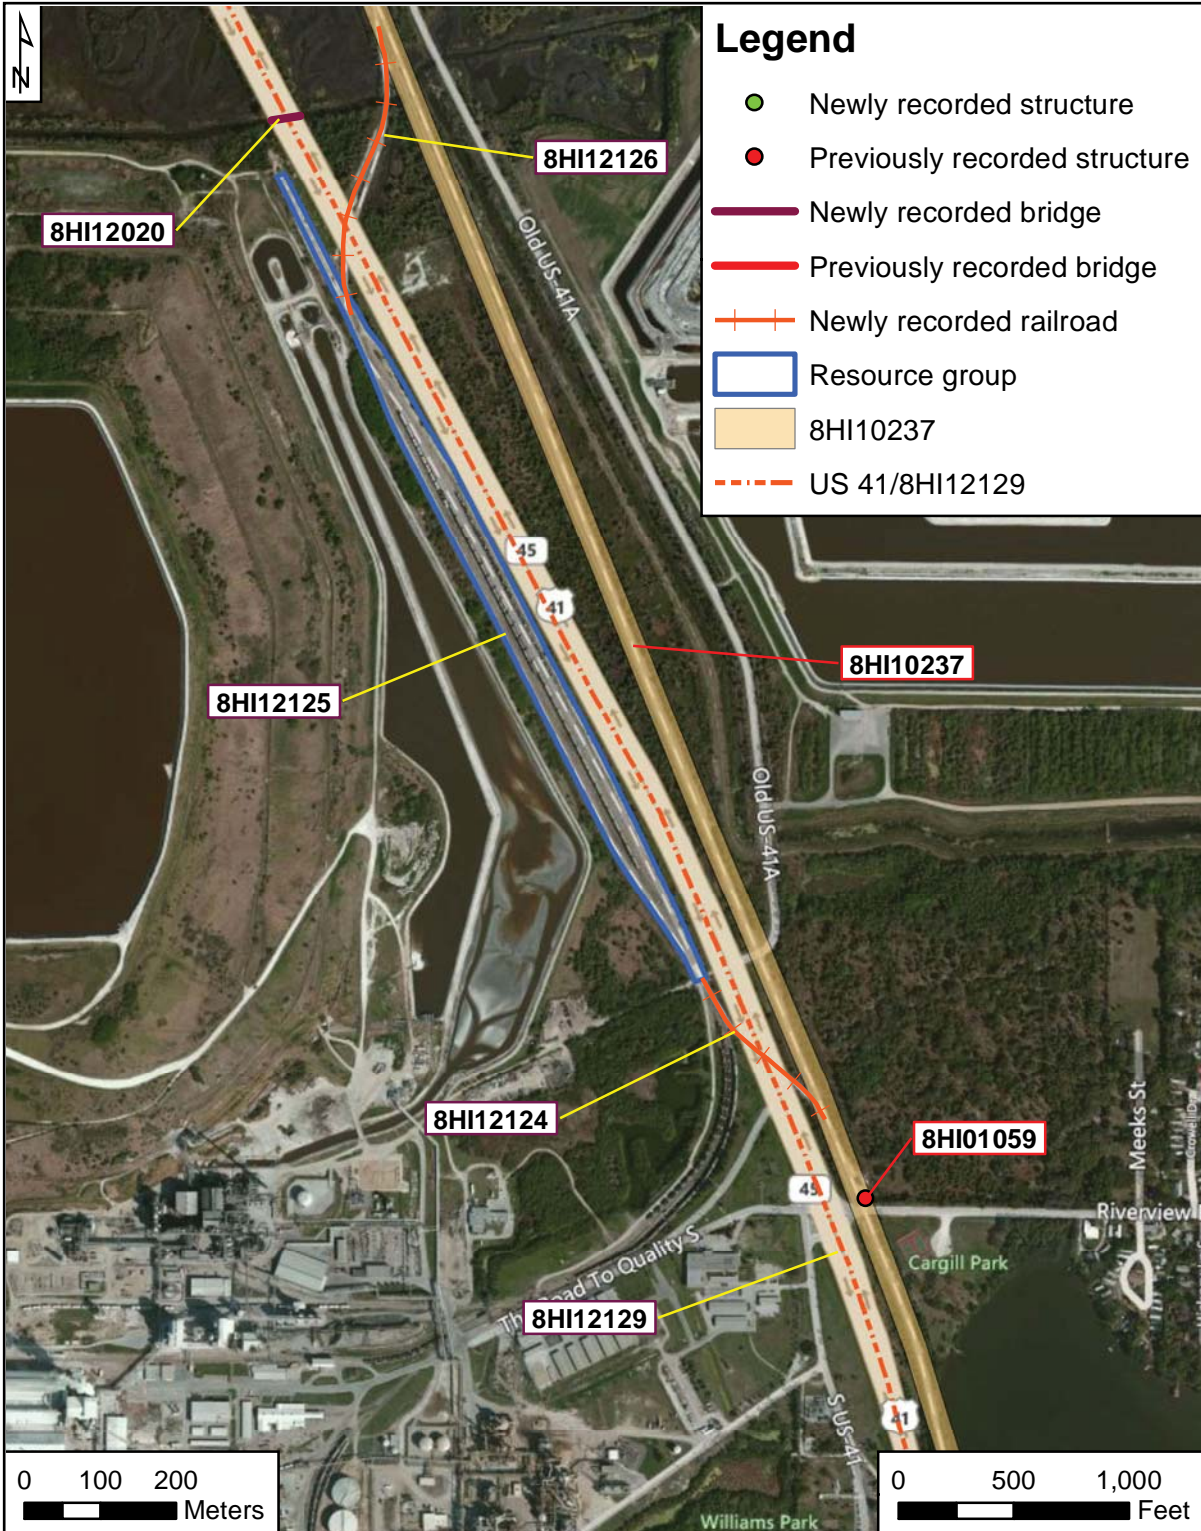 N
Legend
Newly recorded structure
Previously recorded structure
Newly recorded bridge
Previously recorded bridge
Newly recorded railroad
Resource group
8HI10237
US 41/8HI12129
8HI12126
8HI12020
Old US-41A
45
41
8HI10237
8HI12125
Old US-41A
8HI12124
8HI01059
Meeks St
45
Riverview
Cargill Park
The Road To Quality S
8HI12129
41
S US-41
Williams Park
0 100 200
Meters
0 500 1,000
Feet